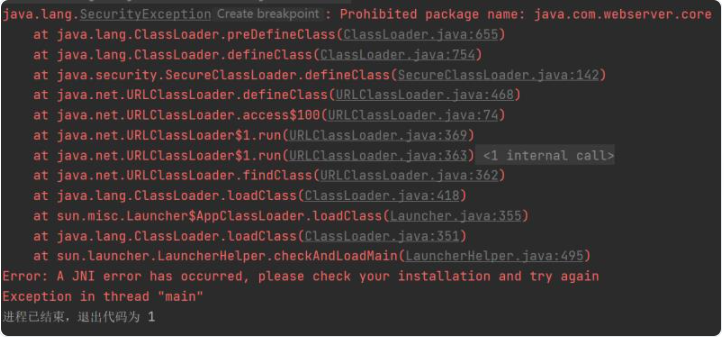 java.lang.SecurityException Create breakpoint : Prohibited package name: java.com.webserver.core
at java.lang.ClassLoader.preDefineClass(ClassLoader.java:655)
at java.lang.ClassLoader.defineClass(ClassLoader.java:754)
at java.security.SecureClassLoader.defineClass(SecureClassLoader.java:142)
at java.net.URLClassLoader.defineClass(URLClassLoader.java:468)
at java.net.URLClassLoader.access$100(URLClassLoader.java:74)
at java.net.URLClassLoader$1.run(URLClassLoader.java:369)
at java.net.URLClassLoader$1.run(URLClassLoader.java:363) <1 internal call>
at java.net.URLClassLoader.findClass(URLClassLoader.java:362)
at java.lang.ClassLoader.loadClass(ClassLoader.java:418)
at sun.misc.Launcher$AppClassLoader.loadClass(Launcher.java:355)
at java.lang.ClassLoader.loadClass(ClassLoader.java:351)
at sun.launcher.LauncherHelper.checkAndLoadMain(LauncherHelper.java:495)
Error: A JNI error has occurred, please check your installation and try again
Exception in thread "main"
进程已结束，退出代码为 1